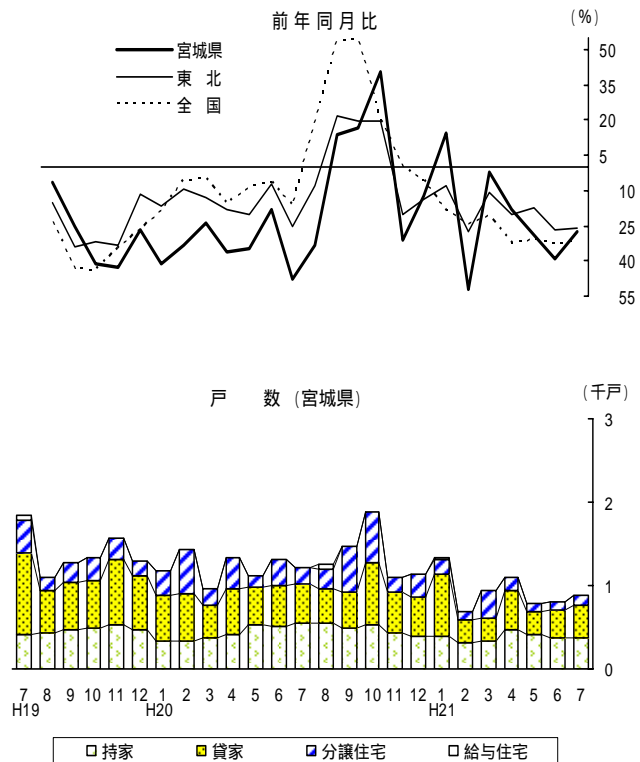 前年同月比
(%)
宮城県
東　北
全　国
50
35
20
5
10
25
40
55
戸　数 (宮城県)
(千戸)
3
2
1
0
7 8 9 10 11 12 1 2 3 4 5 6 7 8 9 10 11 12 1 2 3 4 5 6 7
H19 H20 H21
持家 貸家 分譲住宅 給与住宅